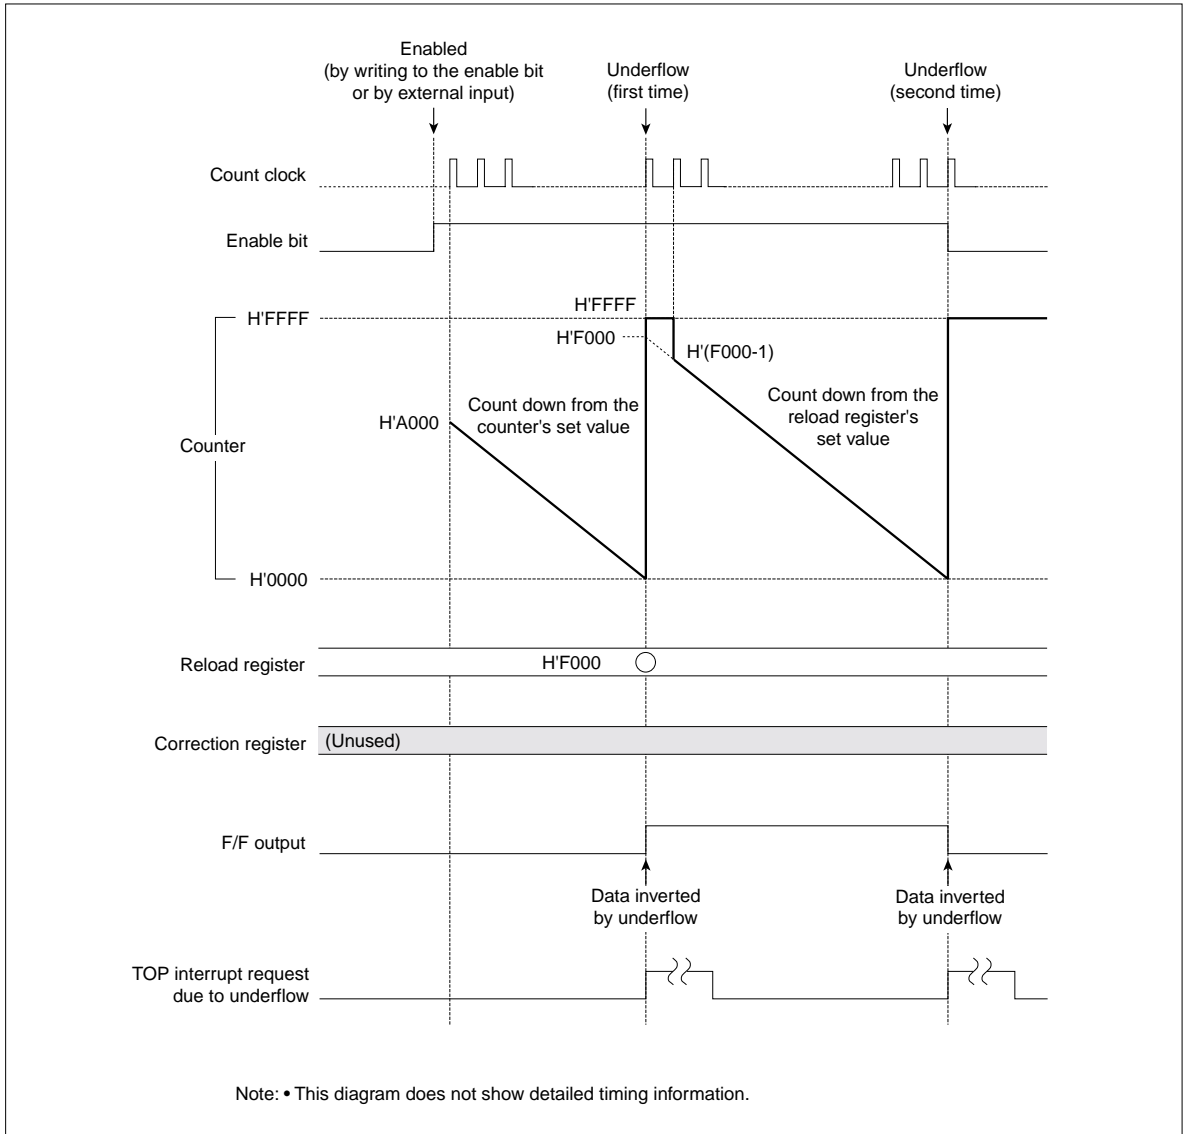 Enabled
(by writing to the enable bit
or by external input)
Underflow
(first time)
Underflow
(second time)
Count clock
Enable bit
H'FFFF
H'FFFF
H'F000
H'(F000-1)
Count down from the
counter's set value
Count down from the
reload register's
set value
H'A000
Counter
H'0000
Reload register
H'F000
Correction register
(Unused)
F/F output
Data inverted
by underflow
Data inverted
by underflow
TOP interrupt request
due to underflow
Note: • This diagram does not show detailed timing information.